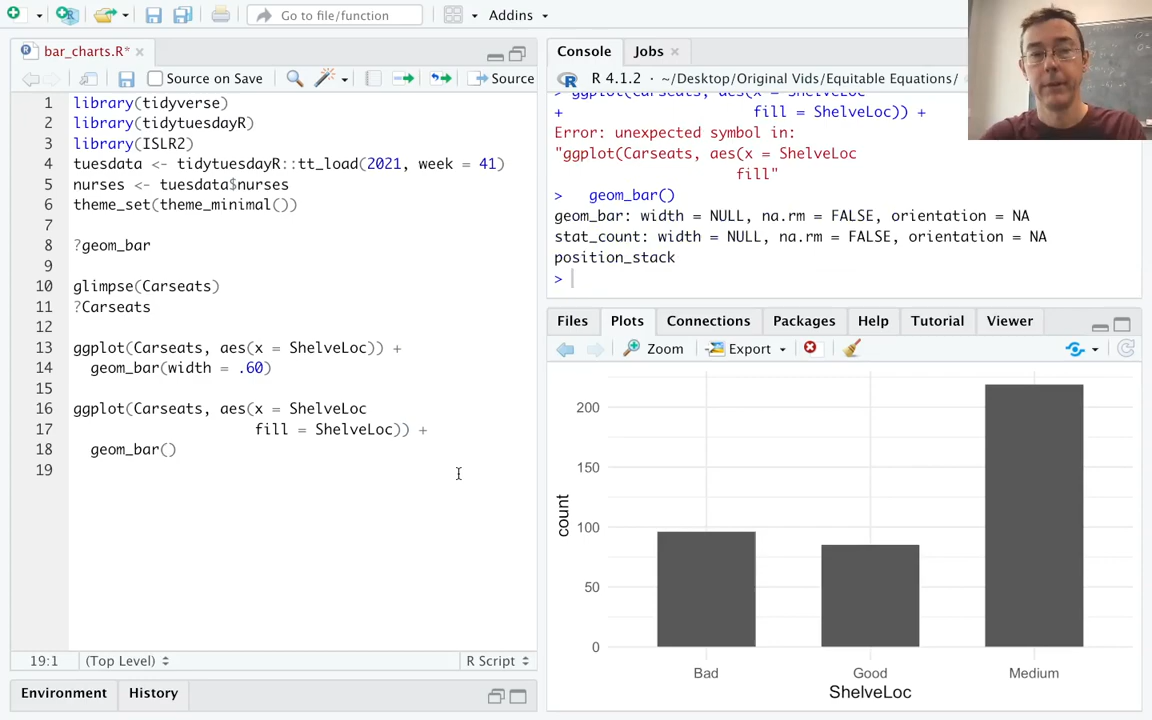 Go to file/function
Addins
bar_charts.R*
Source on Save
Source
1 library(tidyverse)
2 library(tidytuesdayR)
3 library(ISLR2)
4 tuesdata <- tidytuesdayR::tt_load(2021, week = 41)
5 nurses <- tuesdata$nurses
6 theme_set(theme_minimal())
7
8 ?geom_bar
9
10 glimpse(Carseats)
11 ?Carseats
12
13 ggplot(Carseats, aes(x = ShelveLoc)) +
14 geom_bar(width = .60)
15
16 ggplot(Carseats, aes(x = ShelveLoc
17 fill = ShelveLoc)) +
18 geom_bar()
19
19:1 (Top Level) R Script
Environment History
Console Jobs
R 4.1.2 · ~/Desktop/Original Vids/Equitable Equations/
> ggplot(Carseats, aes(x = ShelveLoc
+ fill = ShelveLoc)) +
Error: unexpected symbol in:
"ggplot(Carseats, aes(x = ShelveLoc
fill"
> geom_bar()
geom_bar: width = NULL, na.rm = FALSE, orientation = NA
stat_count: width = NULL, na.rm = FALSE, orientation = NA
position_stack
>
Files Plots Connections Packages Help Tutorial Viewer
Zoom Export
200
150
100
50
0
count
Bad Good Medium
ShelveLoc